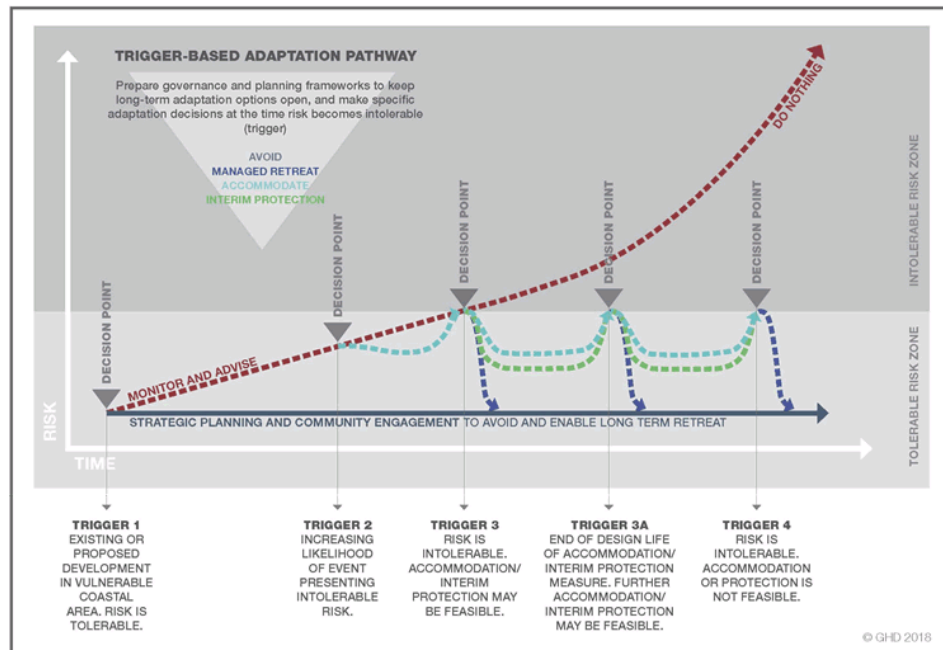 TRIGGER-BASED ADAPTATION PATHWAY
Prepare governance and planning frameworks to keep
long-term adaptation options open, and make specific
adaptation decisions at the time risk becomes intolerable
(trigger)
AVOID
MANAGED RETREAT
ACCOMMODATE
INTERIM PROTECTION
DO NOTHING
INTOLERABLE RISK ZONE
TOLERABLE RISK ZONE
DECISION POINT
DECISION POINT
DECISION POINT
DECISION POINT
DECISION POINT
MONITOR AND ADVISE
STRATEGIC PLANNING AND COMMUNITY ENGAGEMENT TO AVOID AND ENABLE LONG TERM RETREAT
RISK
TIME
TRIGGER 1
EXISTING OR
PROPOSED
DEVELOPMENT
IN VULNERABLE
COASTAL
AREA. RISK IS
TOLERABLE.
TRIGGER 2
INCREASING
LIKELIHOOD
OF EVENT
PRESENTING
INTOLERABLE
RISK.
TRIGGER 3
RISK IS
INTOLERABLE.
ACCOMMODATION/
INTERIM
PROTECTION MAY
BE FEASIBLE.
TRIGGER 3A
END OF DESIGN LIFE
OF ACCOMMODATION/
INTERIM PROTECTION
MEASURE. FURTHER
ACCOMMODATION/
INTERIM PROTECTION
MAY BE FEASIBLE.
TRIGGER 4
RISK IS
INTOLERABLE.
ACCOMMODATION
OR PROTECTION IS
NOT FEASIBLE.
© GHD 2018